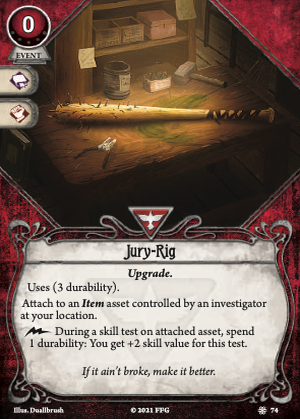 0
EVENT
Jury-Rig
Upgrade.
Uses (3 durability).
Attach to an Item asset controlled by an investigator
at your location.
During a skill test on attached asset, spend
1 durability: You get +2 skill value for this test.
If it ain't broke, make it better.
Illus. Duallbrush
© 2021 FFG
74